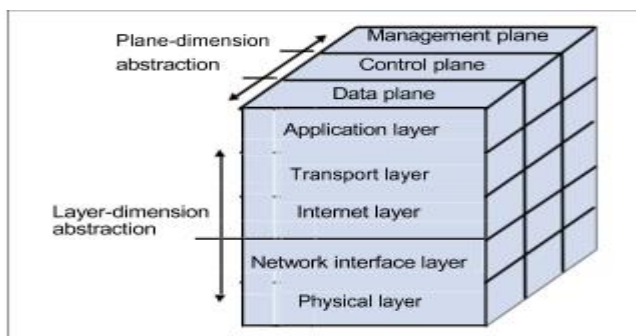 Plane-dimension
abstraction
Management plane
Control plane
Data plane
Application layer
Transport layer
Internet layer
Layer-dimension
abstraction
Network interface layer
Physical layer